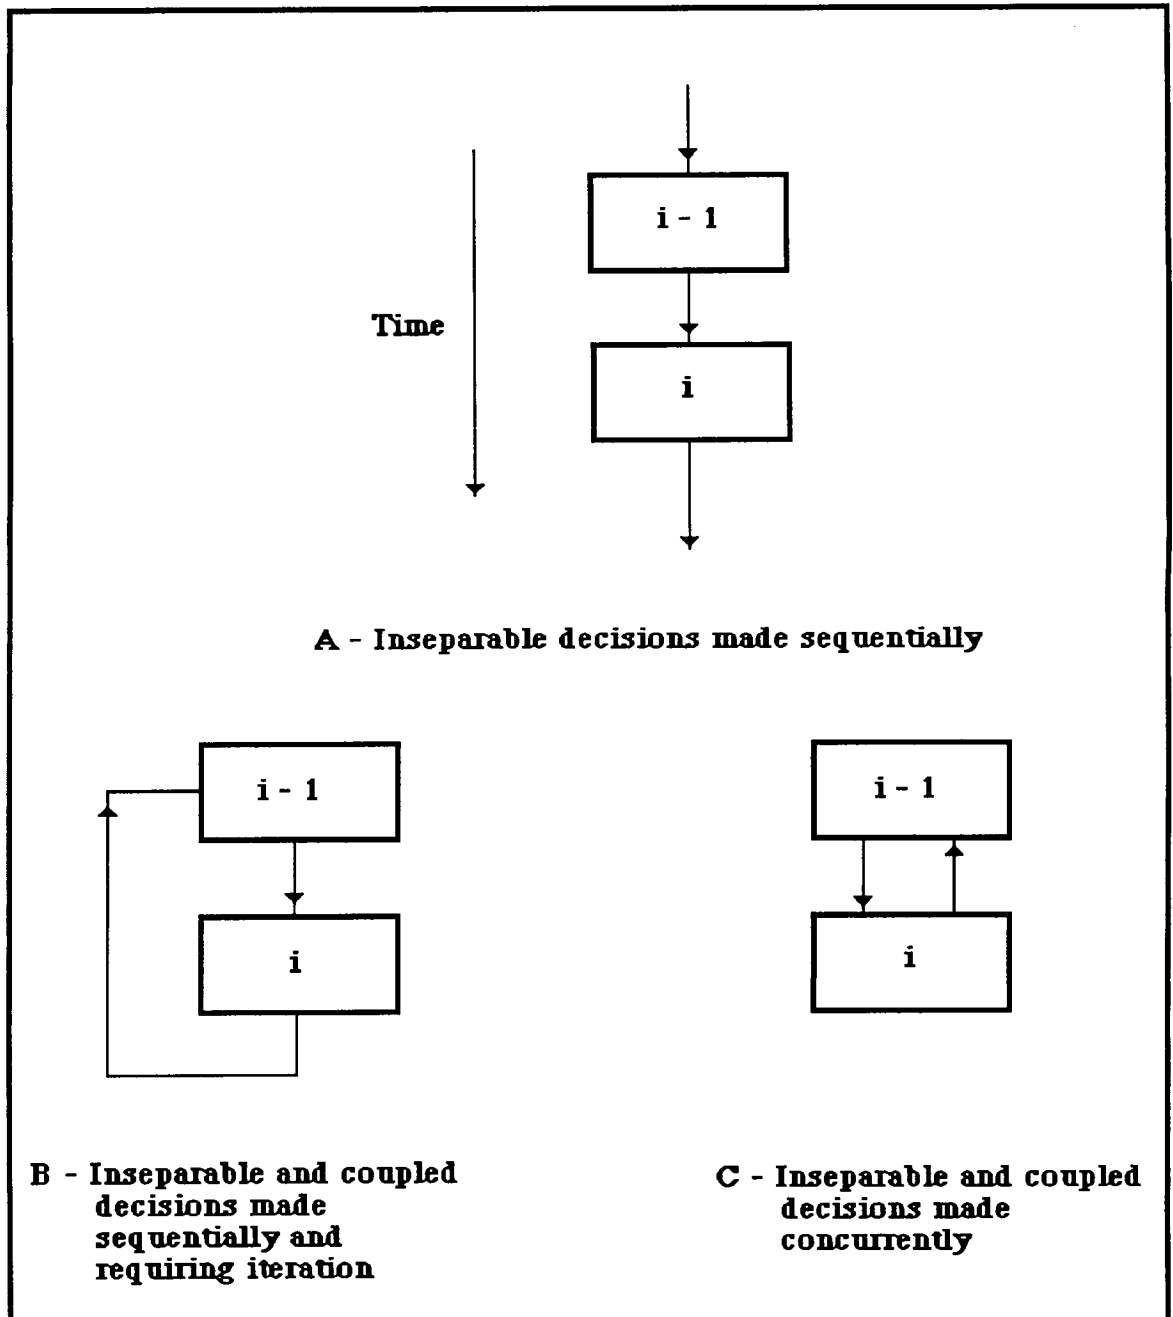 i - 1
Time
i
A - Inseparable decisions made sequentially
i - 1
i
B - Inseparable and coupled
decisions made
sequentially and
requiring iteration
i - 1
i
C - Inseparable and coupled
decisions made
concurrently